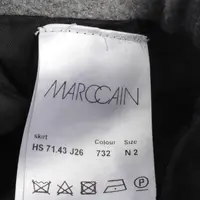 MARCCAIN
skirt Colour Size
HS 71.43 J26 732 N 2
P